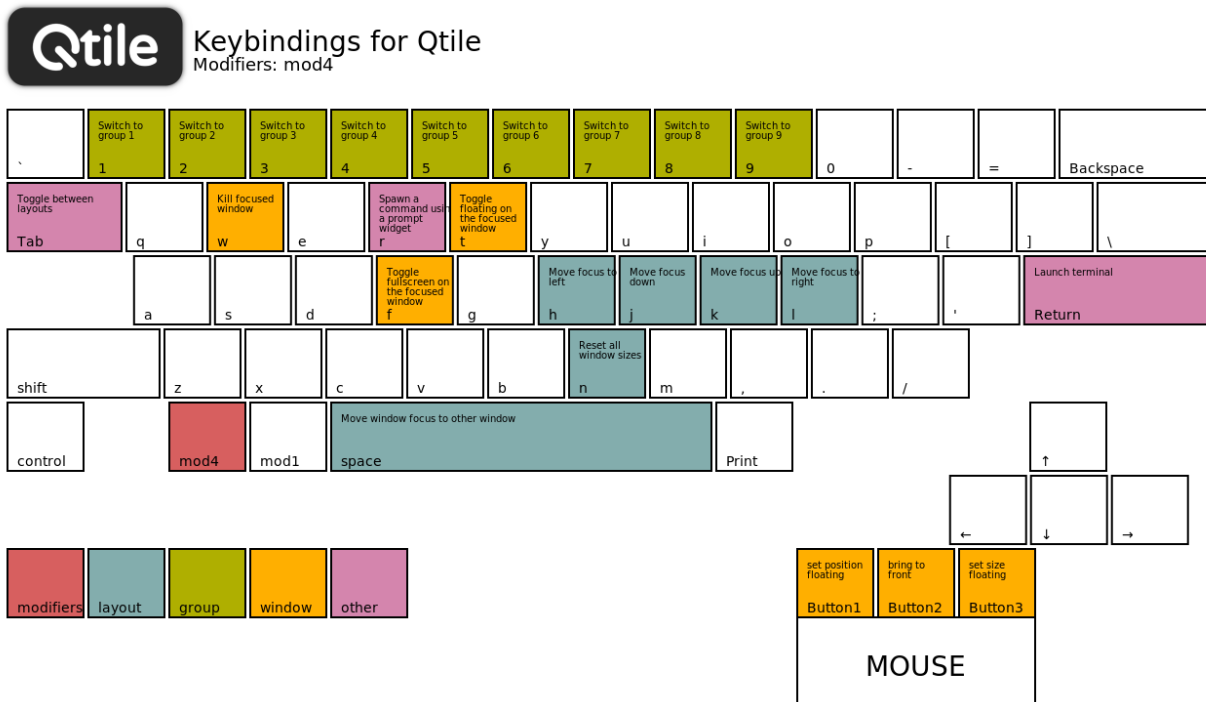 Qtile
Keybindings for Qtile
Modifiers: mod4
`
Switch to
group 1
1
Switch to
group 2
2
Switch to
group 3
3
Switch to
group 4
4
Switch to
group 5
5
Switch to
group 6
6
Switch to
group 7
7
Switch to
group 8
8
Switch to
group 9
9
0
-
=
Backspace
Toggle between
layouts
Tab
q
Kill focused
window
w
e
Spawn a
command usin
a prompt
widget
r
Toggle
floating on
the focused
window
t
y
u
i
o
p
[
]
\
a
s
d
Toggle
fullscreen on
the focused
window
f
g
Move focus to
left
h
Move focus
down
j
Move focus up
k
Move focus to
right
l
;
'
Launch terminal
Return
shift
z
x
c
v
b
Reset all
window sizes
n
m
,
.
/
control
mod4
mod1
Move window focus to other window
space
Print
↑
←
↓
→
modifiers
layout
group
window
other
set position
floating
Button1
bring to
front
Button2
set size
floating
Button3
MOUSE